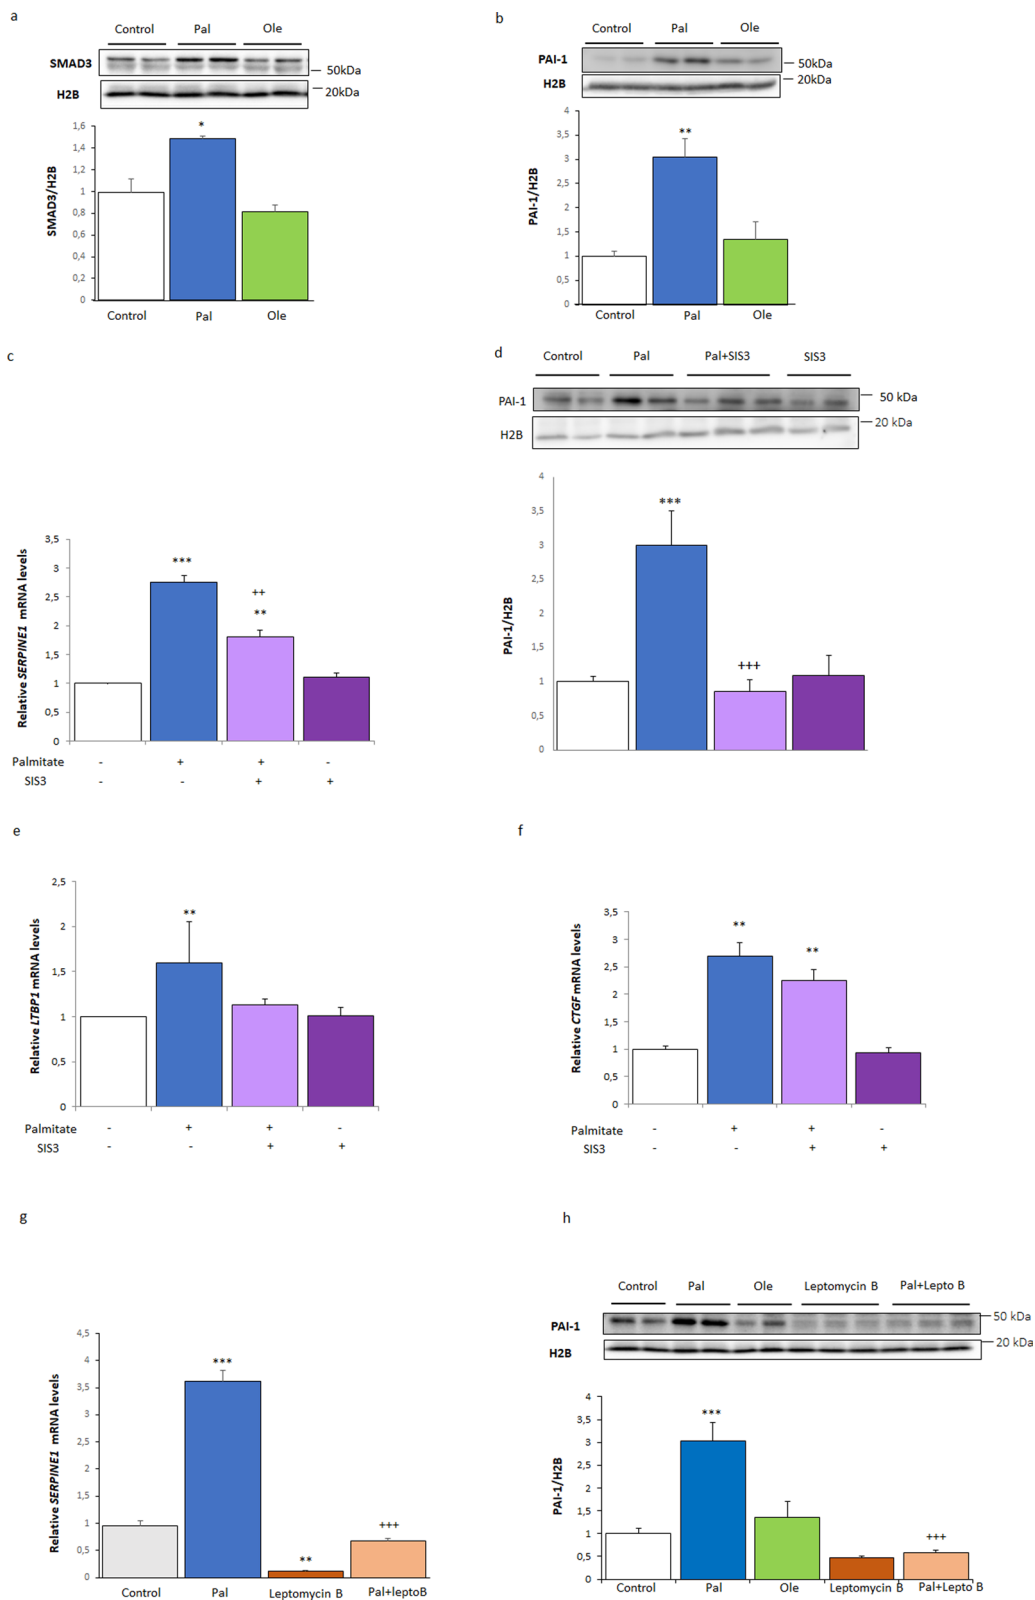 a
Control Pal Ole
SMAD3
50kDa
H2B
20kDa
1,6
1,4
1,2
1
0,8
0,6
0,4
0,2
0
SMAD3/H2B
*
Control Pal Ole
b
Control Pal Ole
PAI-1
50kDa
H2B
20kDa
4
3,5
3
2,5
2
1,5
1
0,5
0
PAI-1/H2B
**
Control Pal Ole
c
3,5
3
2,5
2
1,5
1
0,5
0
Relative SERPINE1 mRNA levels
***
++
**
Palmitate - + + -
SIS3 - - + +
d
Control Pal Pal+SIS3 SIS3
PAI-1
50 kDa
H2B
20 kDa
4
3,5
3
2,5
2
1,5
1
0,5
0
PAI-1/H2B
***
+++
e
2,5
2
1,5
1
0,5
0
Relative LTBP1 mRNA levels
**
Palmitate - + + -
SIS3 - - + +
f
3,5
3
2,5
2
1,5
1
0,5
0
Relative CTGF mRNA levels
**
**
Palmitate - + + -
SIS3 - - + +
g
4,5
4
3,5
3
2,5
2
1,5
1
0,5
0
Relative SERPINE1 mRNA levels
***
**
+++
Control Pal Leptomycin B Pal+leptoB
h
Control Pal Ole Leptomycin B Pal+Lepto B
PAI-1
50 kDa
H2B
20 kDa
4
3,5
3
2,5
2
1,5
1
0,5
0
PAI-1/H2B
***
+++
Control Pal Ole Leptomycin B Pal+Lepto B